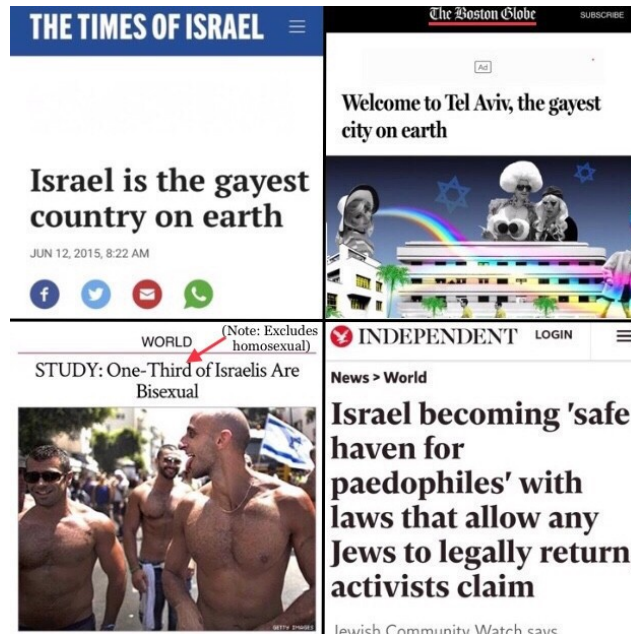 THE TIMES OF ISRAEL
Israel is the gayest
country on earth
JUN 12, 2015, 8:22 AM
The Boston Globe
SUBSCRIBE
Ad
Welcome to Tel Aviv, the gayest
city on earth
WORLD
(Note: Excludes
homosexual)
STUDY: One-Third of Israelis Are
Bisexual
GETTY IMAGES
INDEPENDENT
LOGIN
News > World
Israel becoming 'safe
haven for
paedophiles' with
laws that allow any
Jews to legally return
activists claim
Jewish Community Watch says